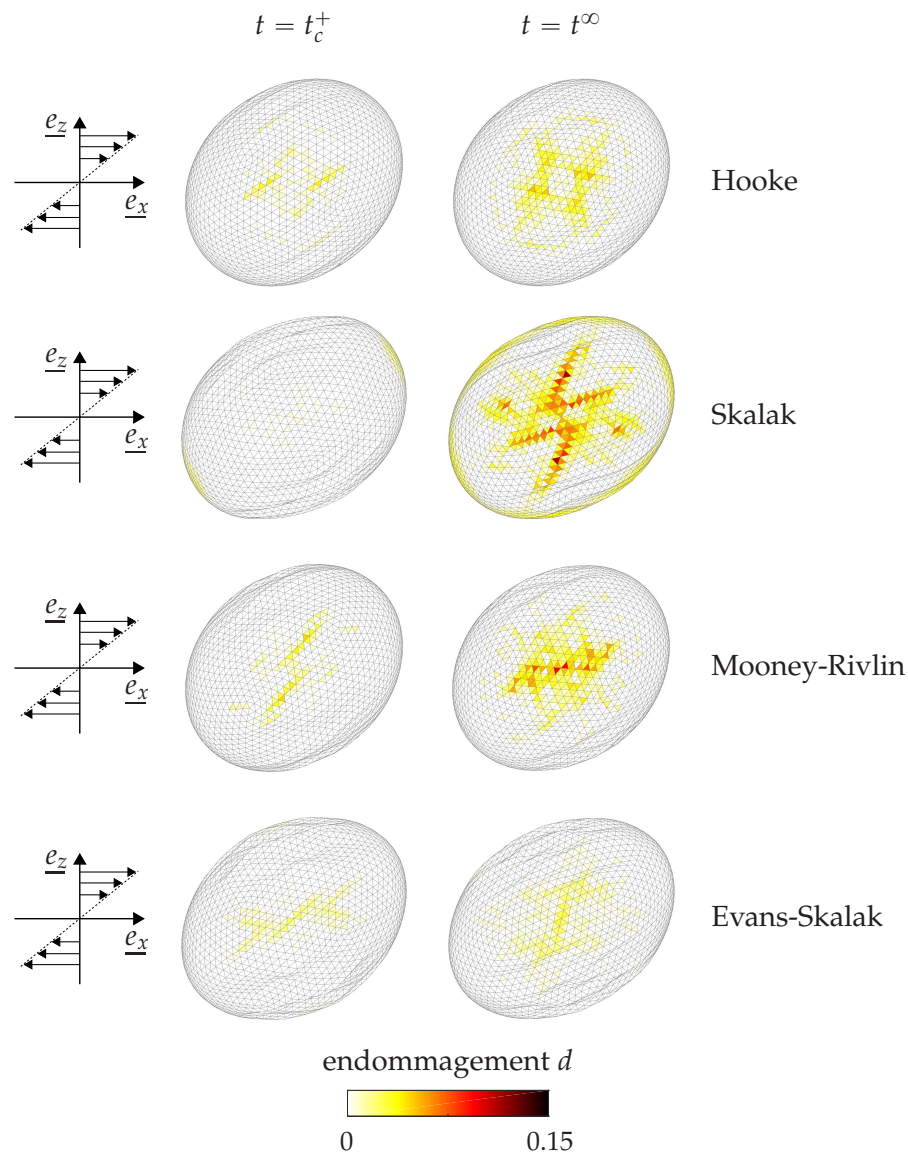 t = t_c^+ t = t^∞
e_z
e_x
Hooke
e_z
e_x
Skalak
e_z
e_x
Mooney-Rivlin
e_z
e_x
Evans-Skalak
endommagement d
0 0.15